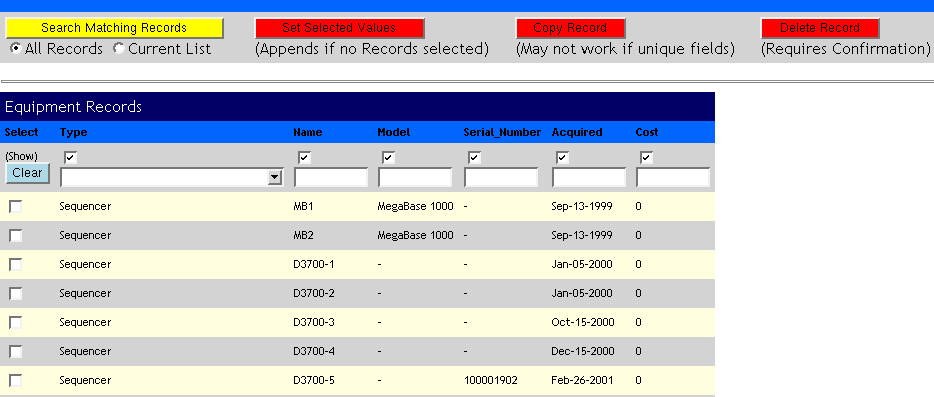 Search Matching Records Set Selected Values Copy Record Delete Record
All Records Current List (Appends if no Records selected) (May not work if unique fields) (Requires Confirmation)
Equipment Records
Select Type Name Model Serial_Number Acquired Cost
(Show)
Clear
Sequencer MB1 MegaBase 1000 - Sep-13-1999 0
Sequencer MB2 MegaBase 1000 - Sep-13-1999 0
Sequencer D3700-1 - - Jan-05-2000 0
Sequencer D3700-2 - - Jan-05-2000 0
Sequencer D3700-3 - - Oct-15-2000 0
Sequencer D3700-4 - - Dec-15-2000 0
Sequencer D3700-5 - 100001902 Feb-26-2001 0